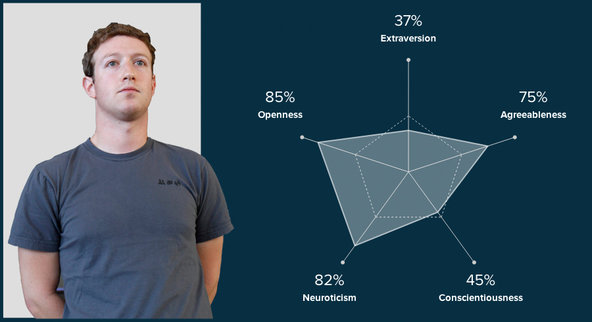 37%
Extraversion
85%
Openness
75%
Agreeableness
82%
Neuroticism
45%
Conscientiousness